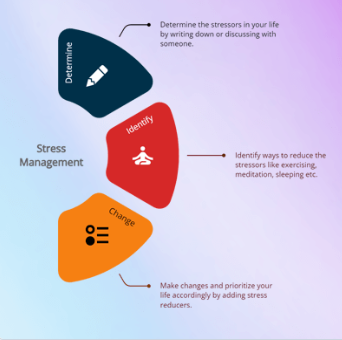 Determine
Determine the stressors in your life
by writing down or discussing with
someone.
Stress
Management
Identify
Identify ways to reduce the
stressors like exercising,
meditation, sleeping etc.
Change
Make changes and prioritize your
life accordingly by adding stress
reducers.